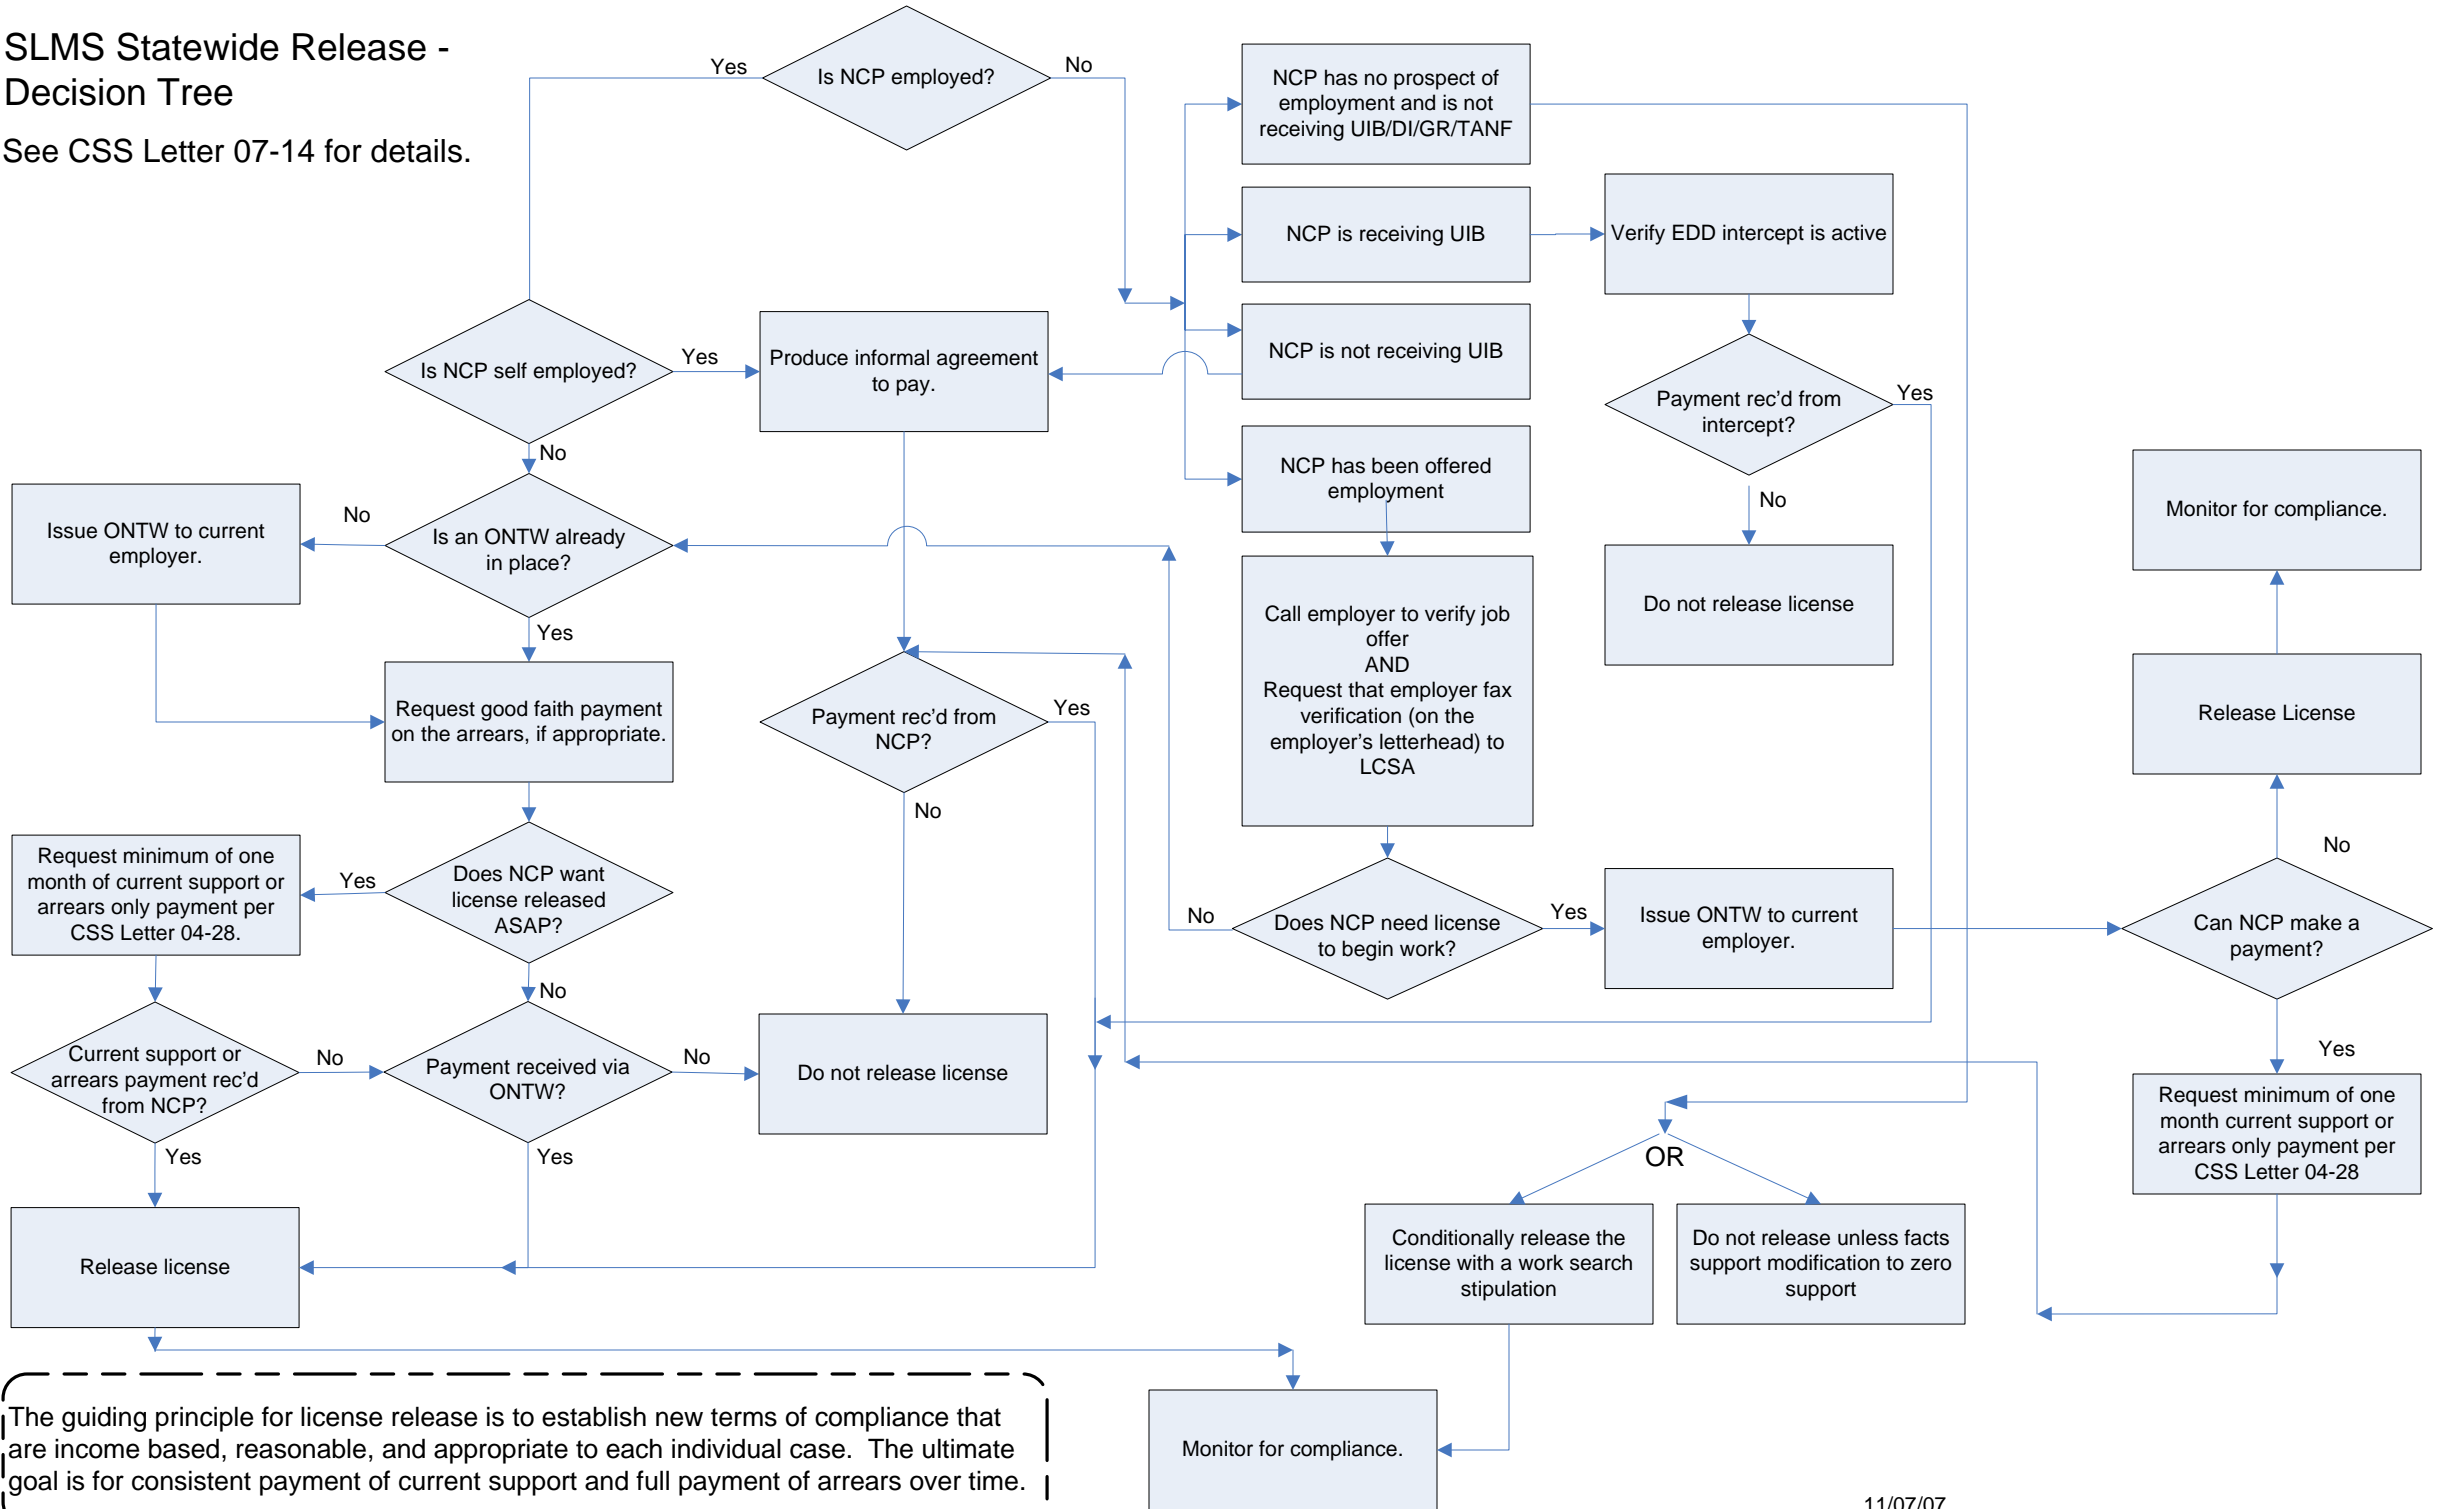 SLMS Statewide Release -
Decision Tree
See CSS Letter 07-14 for details.
Is NCP employed?
Yes
No
NCP has no prospect of
employment and is not
receiving UIB/DI/GR/TANF
NCP is receiving UIB
Verify EDD intercept is active
NCP is not receiving UIB
Is NCP self employed?
Yes
No
Produce informal agreement
to pay.
Payment rec'd from
intercept?
Yes
No
NCP has been offered
employment
Do not release license
Monitor for compliance.
Issue ONTW to current
employer.
No
Is an ONTW already
in place?
Yes
Call employer to verify job
offer
AND
Request that employer fax
verification (on the
employer's letterhead) to
LCSA
Request good faith payment
on the arrears, if appropriate.
Payment rec'd from
NCP?
Yes
No
Release License
No
Request minimum of one
month of current support or
arrears only payment per
CSS Letter 04-28.
Yes
Does NCP want
license released
ASAP?
No
No
Does NCP need license
to begin work?
Yes
Issue ONTW to current
employer.
Can NCP make a
payment?
Yes
Current support or
arrears payment rec'd
from NCP?
No
Yes
Payment received via
ONTW?
No
Yes
Do not release license
Request minimum of one
month current support or
arrears only payment per
CSS Letter 04-28
OR
Conditionally release the
license with a work search
stipulation
Do not release unless facts
support modification to zero
support
Release license
The guiding principle for license release is to establish new terms of compliance that
are income based, reasonable, and appropriate to each individual case.  The ultimate
goal is for consistent payment of current support and full payment of arrears over time.
Monitor for compliance.
11/07/07